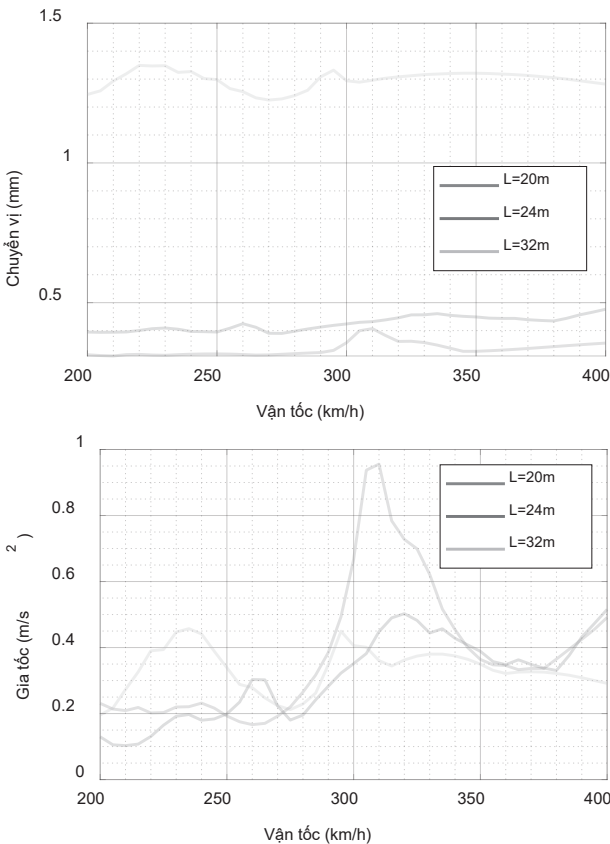 1.5
1
0.5
Chuyển vị (mm)
L=20m
L=24m
L=32m
200
250
300
350
400
Vận tốc (km/h)
1
0.8
0.6
0.4
0.2
0
Gia tốc (m/s2)
L=20m
L=24m
L=32m
200
250
300
350
400
Vận tốc (km/h)